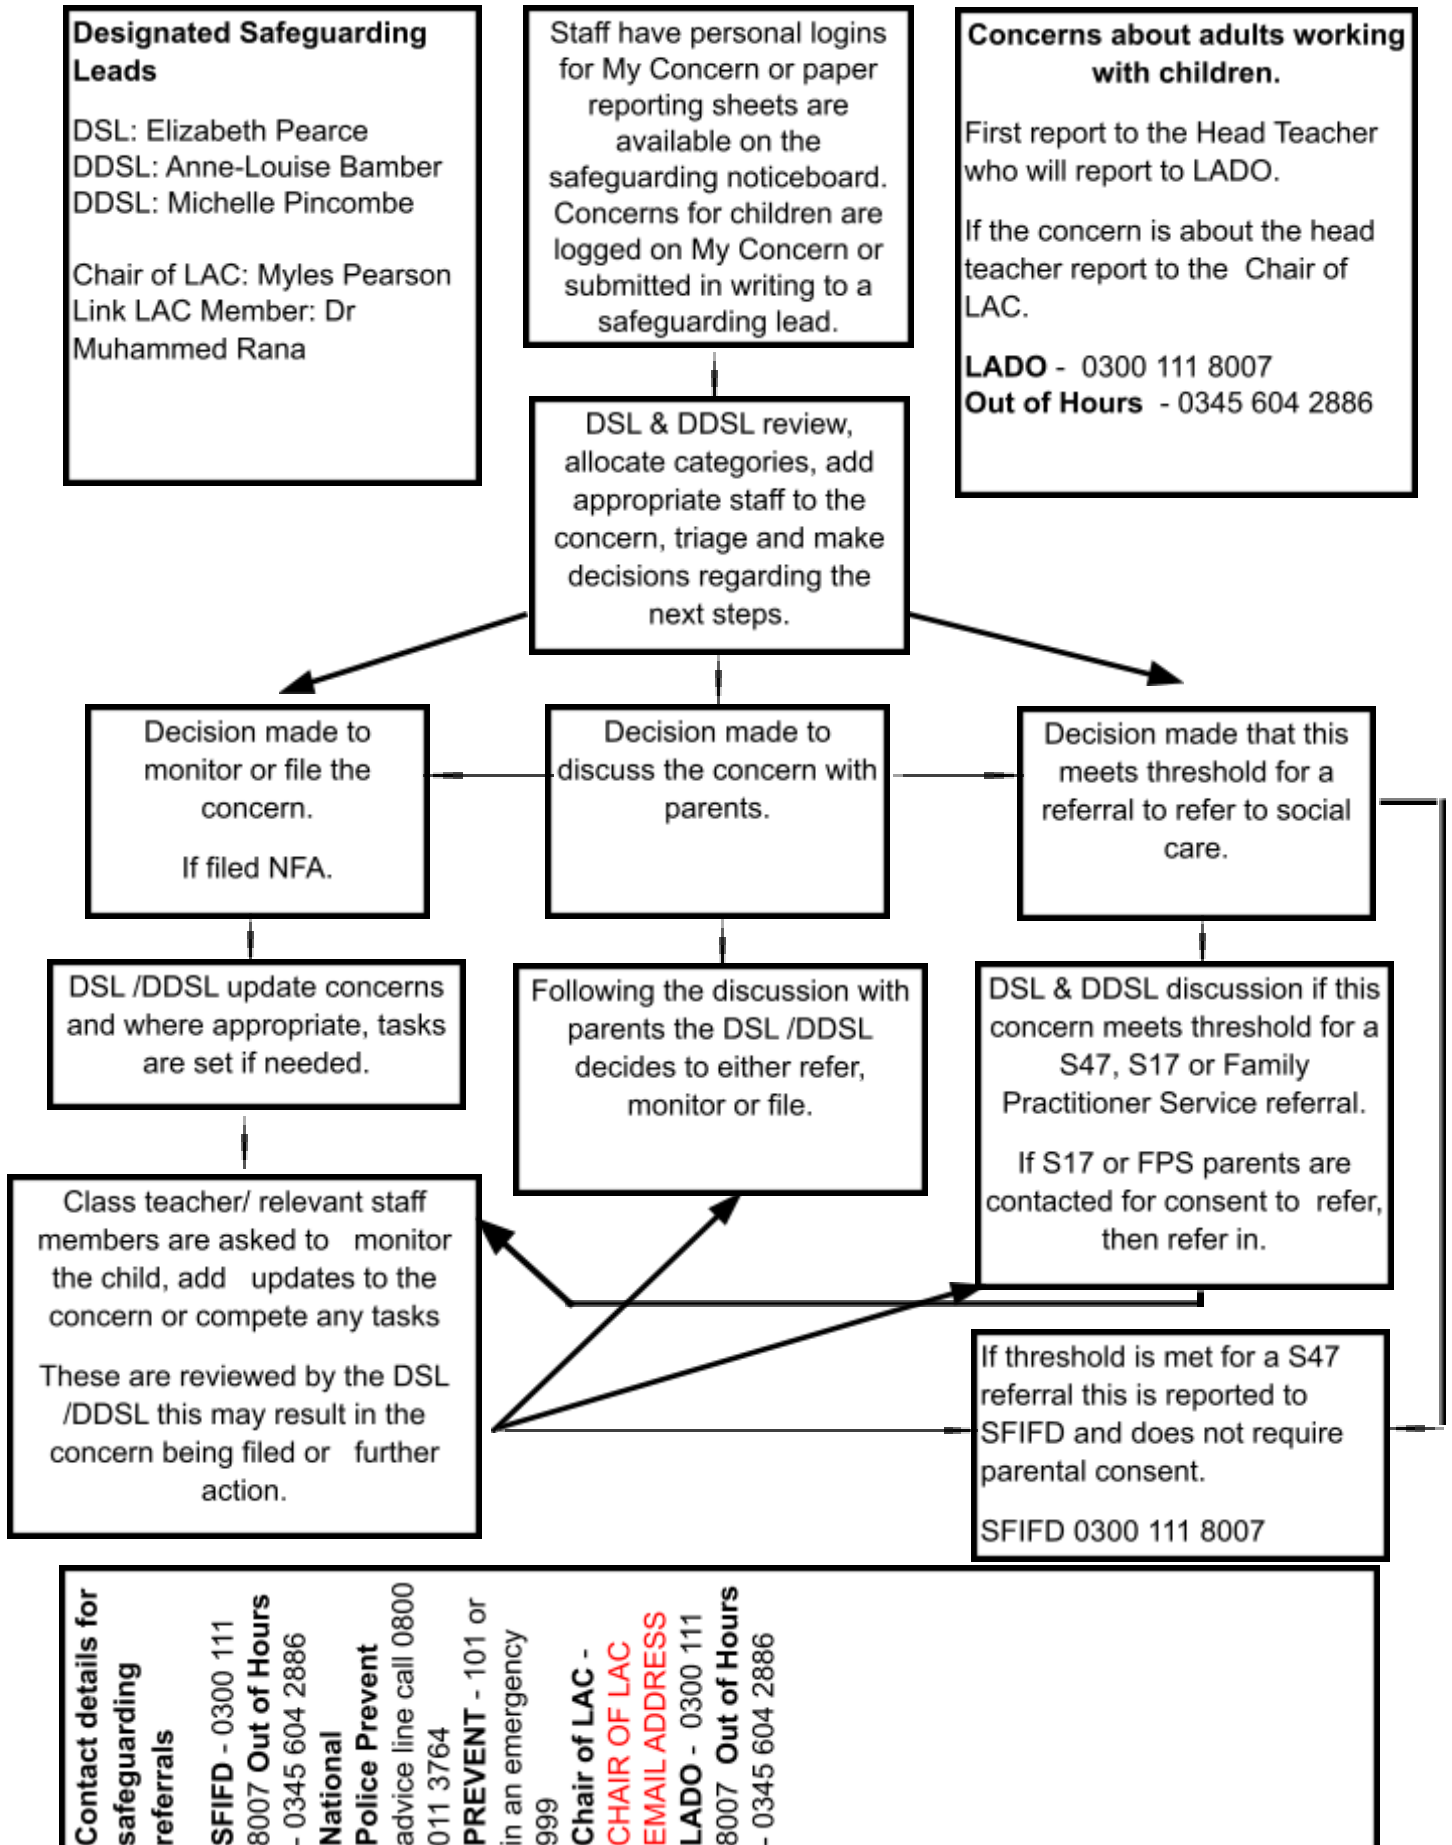 Designated Safeguarding
Leads
DSL: Elizabeth Pearce
DDSL: Anne-Louise Bamber
DDSL: Michelle Pincombe
Chair of LAC: Myles Pearson
Link LAC Member: Dr
Muhammed Rana
Staff have personal logins
for My Concern or paper
reporting sheets are
available on the
safeguarding noticeboard.
Concerns for children are
logged on My Concern or
submitted in writing to a
safeguarding lead.
Concerns about adults working
with children.
First report to the Head Teacher
who will report to LADO.
If the concern is about the head
teacher report to the Chair of
LAC.
LADO - 0300 111 8007
Out of Hours - 0345 604 2886
DSL & DDSL review,
allocate categories, add
appropriate staff to the
concern, triage and make
decisions regarding the
next steps.
Decision made to
monitor or file the
concern.
If filed NFA.
Decision made to
discuss the concern with
parents.
Decision made that this
meets threshold for a
referral to refer to social
care.
DSL /DDSL update concerns
and where appropriate, tasks
are set if needed.
Following the discussion with
parents the DSL /DDSL
decides to either refer,
monitor or file.
DSL & DDSL discussion if this
concern meets threshold for a
S47, S17 or Family
Practitioner Service referral.
If S17 or FPS parents are
contacted for consent to refer,
then refer in.
Class teacher/ relevant staff
members are asked to monitor
the child, add updates to the
concern or compete any tasks
These are reviewed by the DSL
/DDSL this may result in the
concern being filed or further
action.
If threshold is met for a S47
referral this is reported to
SFIFD and does not require
parental consent.
SFIFD 0300 111 8007
Contact details for
safeguarding
referrals
SFIFD - 0300 111
8007 Out of Hours
- 0345 604 2886
National
Police Prevent
advice line call 0800
011 3764
PREVENT - 101 or
in an emergency
999
Chair of LAC -
CHAIR OF LAC
EMAIL ADDRESS
LADO - 0300 111
8007 Out of Hours
- 0345 604 2886